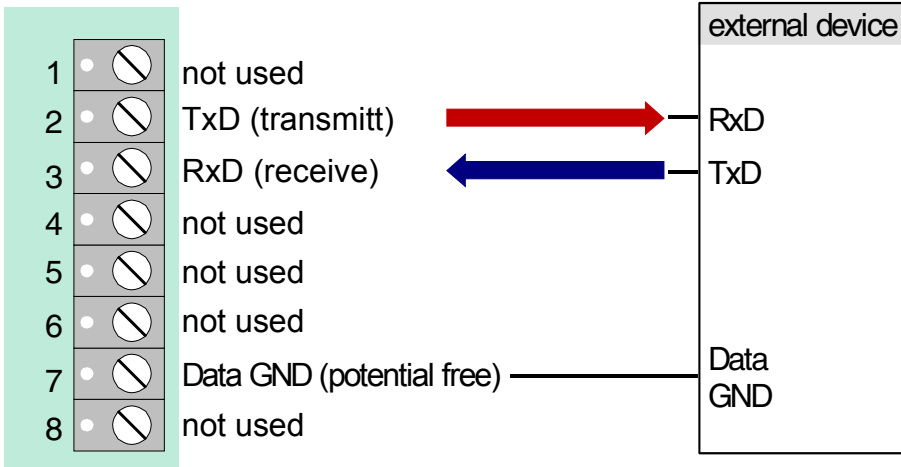 external device
1 not used
2 TxD (transmitt) RxD
3 RxD (receive) TxD
4 not used
5 not used
6 not used
7 Data GND (potential free) Data
GND
8 not used